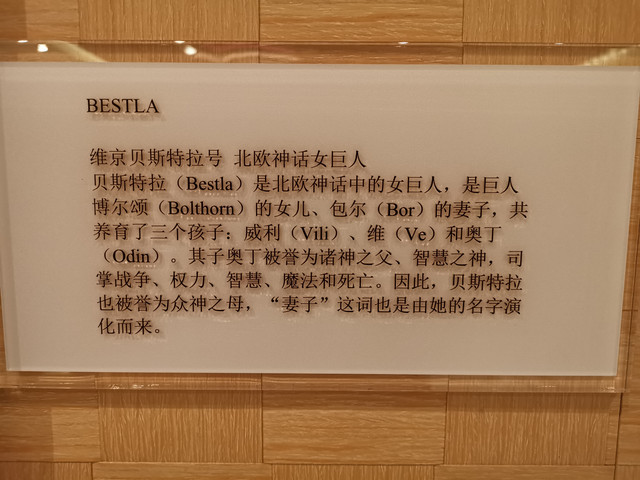 BESTLA
维京贝斯特拉号 北欧神话女巨人
贝斯特拉（Bestla）是北欧神话中的女巨人，是巨人
博尔颂（Bolthorn）的女儿、包尔（Bor）的妻子，共
养育了三个孩子：威利（Vili）、维（Ve）和奥丁
（Odin）。其子奥丁被誉为诸神之父、智慧之神，司
掌战争、权力、智慧、魔法和死亡。因此，贝斯特拉
也被誉为众神之母，“妻子”这词也是由她的名字演
化而来。